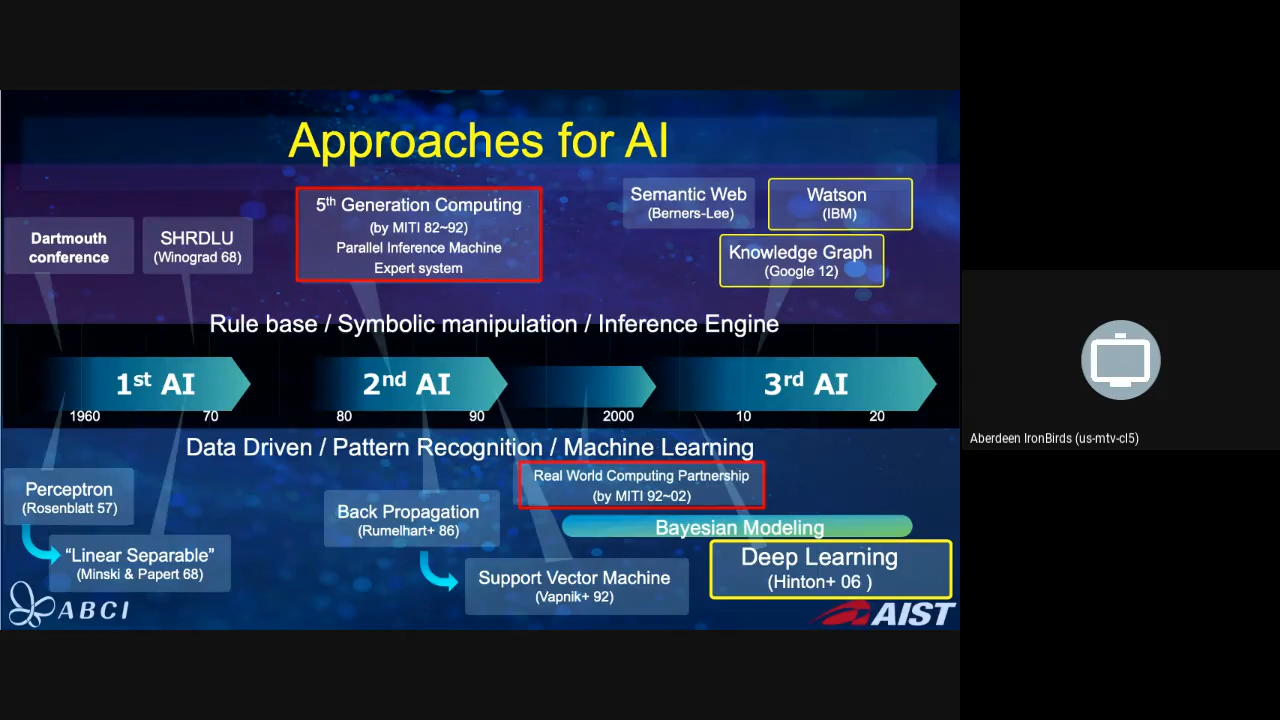 Approaches for AI
Dartmouth
conference
SHRDLU
(Winograd 68)
5th Generation Computing
(by MITI 82~92)
Parallel Inference Machine
Expert system
Semantic Web
(Berners-Lee)
Watson
(IBM)
Knowledge Graph
(Google 12)
Rule base / Symbolic manipulation / Inference Engine
1st AI
2nd AI
3rd AI
1960
70
80
90
2000
10
20
Data Driven / Pattern Recognition / Machine Learning
Perceptron
(Rosenblatt 57)
“Linear Separable”
(Minski & Papert 68)
Back Propagation
(Rumelhart+ 86)
Support Vector Machine
(Vapnik+ 92)
Real World Computing Partnership
(by MITI 92~02)
Bayesian Modeling
Deep Learning
(Hinton+ 06 )
ABCI
AIST
Aberdeen IronBirds (us-mtv-cl5)